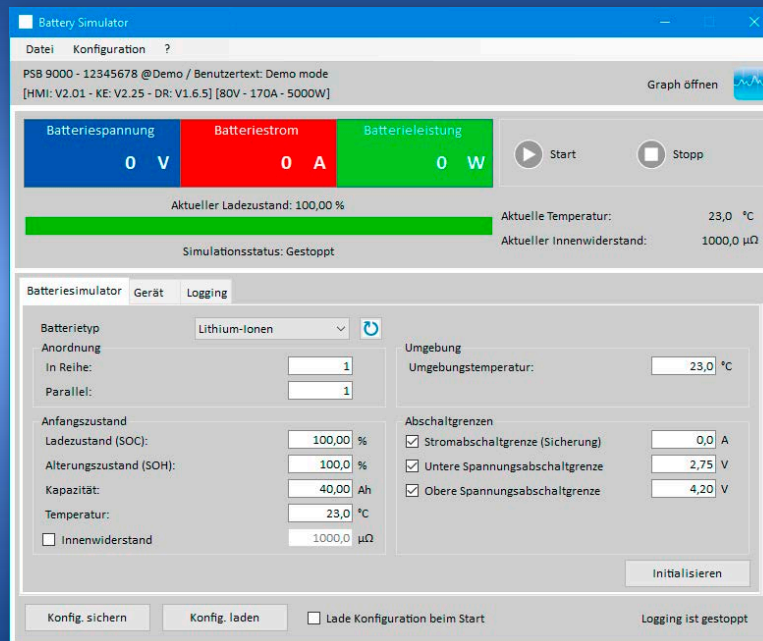 Battery Simulator
Datei Konfiguration ?
PSB 9000 - 12345678 @Demo / Benutzertext: Demo mode
[HMI: V2.01 - KE: V2.25 - DR: V1.6.5] [80V - 170A - 5000W]
Graph öffnen
Batteriespannung Batteriestrom Batterieleistung
0 V 0 A 0 W
Start Stopp
Aktueller Ladezustand: 100,00 %
Simulationsstatus: Gestoppt
Aktuelle Temperatur: 23,0 °C
Aktueller Innenwiderstand: 1000,0 µΩ
Batteriesimulator Gerät Logging
Batterietyp Lithium-Ionen
Anordnung
In Reihe: 1
Parallel: 1
Umgebung
Umgebungstemperatur: 23,0 °C
Anfangszustand
Ladezustand (SOC): 100,00 %
Alterungszustand (SOH): 100,0 %
Kapazität: 40,00 Ah
Temperatur: 23,0 °C
Innenwiderstand 1000,0 µΩ
Abschaltgrenzen
Stromabschaltgrenze (Sicherung) 0,0 A
Untere Spannungsabschaltgrenze 2,75 V
Obere Spannungsabschaltgrenze 4,20 V
Initialisieren
Konfig. sichern Konfig. laden Lade Konfiguration beim Start Logging ist gestoppt